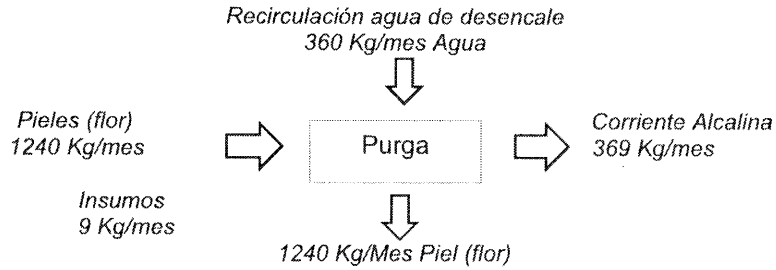 Recirculación agua de desencale
360 Kg/mes Agua
Pieles (flor)
1240 Kg/mes
Purga
Corriente Alcalina
369 Kg/mes
Insumos
9 Kg/mes
1240 Kg/Mes Piel (flor)